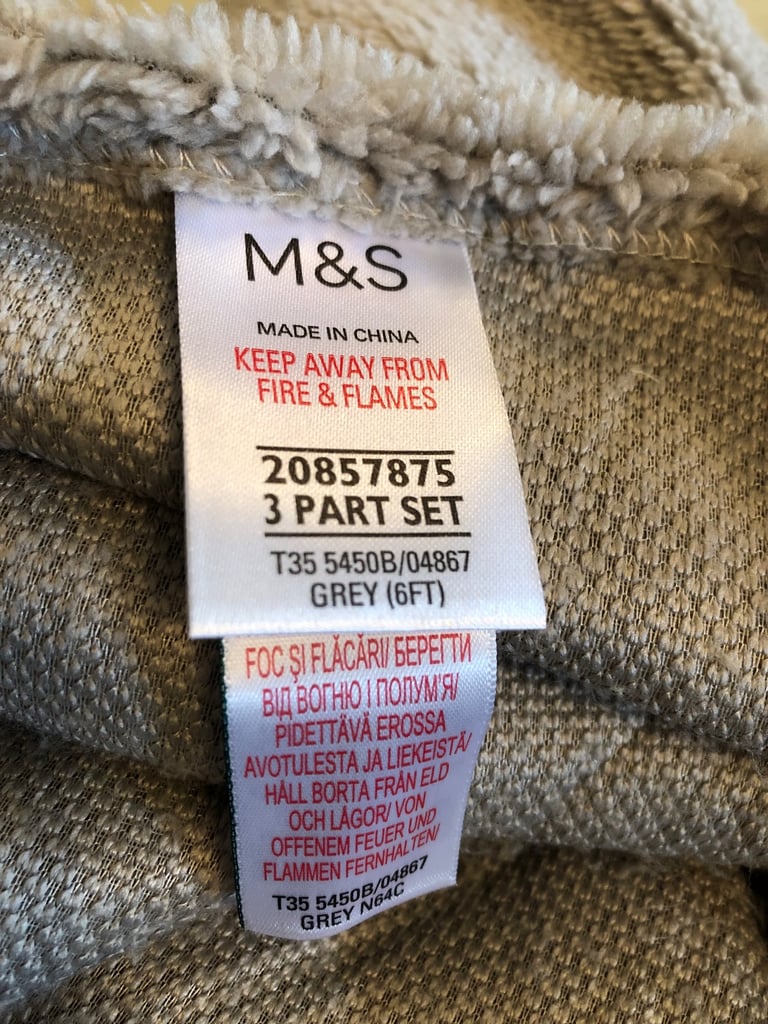 M&S
MADE IN CHINA
KEEP AWAY FROM
FIRE & FLAMES
20857875
3 PART SET
T35 5450B/04867
GREY (6FT)
FOC ŞI FLĂCĂRI/ БЕРЕГТИ
ВІД ВОГНЮ І ПОЛУМ'Я/
PIDETTÄVÄ EROSSA
AVOTULESTA JA LIEKEISTÄ/
HÅLL BORTA FRÅN ELD
OCH LÅGOR/ VON
OFFENEM FEUER UND
FLAMMEN FERNHALTEN/
T35 5450B/04867
GREY N64C